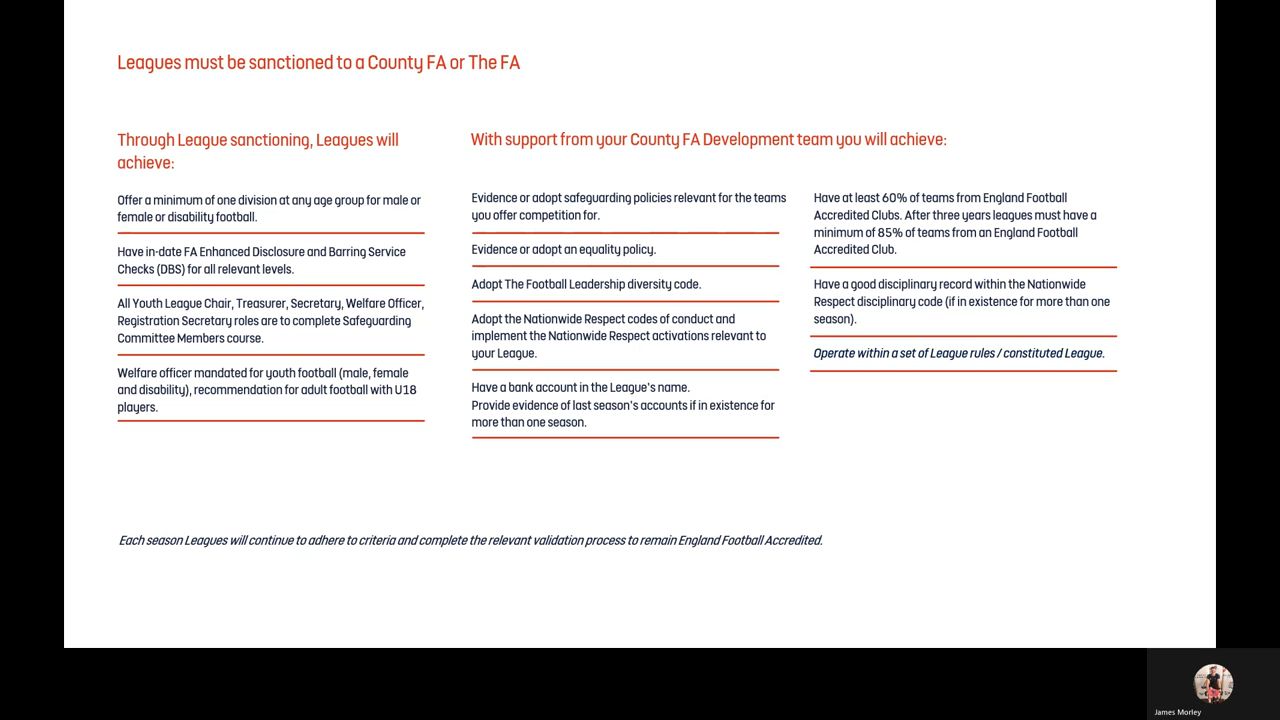 Leagues must be sanctioned to a County FA or The FA
Through League sanctioning, Leagues will
achieve:
Offer a minimum of one division at any age group for male or
female or disability football.
Have in-date FA Enhanced Disclosure and Barring Service
Checks (DBS) for all relevant levels.
All Youth League Chair, Treasurer, Secretary, Welfare Officer,
Registration Secretary roles are to complete Safeguarding
Committee Members course.
Welfare officer mandated for youth football (male, female
and disability), recommendation for adult football with U18
players.
With support from your County FA Development team you will achieve:
Evidence or adopt safeguarding policies relevant for the teams
you offer competition for.
Evidence or adopt an equality policy.
Adopt The Football Leadership diversity code.
Adopt the Nationwide Respect codes of conduct and
implement the Nationwide Respect activations relevant to
your League.
Have a bank account in the League's name.
Provide evidence of last season's accounts if in existence for
more than one season.
Have at least 60% of teams from England Football
Accredited Clubs. After three years leagues must have a
minimum of 85% of teams from an England Football
Accredited Club.
Have a good disciplinary record within the Nationwide
Respect disciplinary code (if in existence for more than one
season).
Operate within a set of League rules / constituted League.
Each season Leagues will continue to adhere to criteria and complete the relevant validation process to remain England Football Accredited.
James Morley